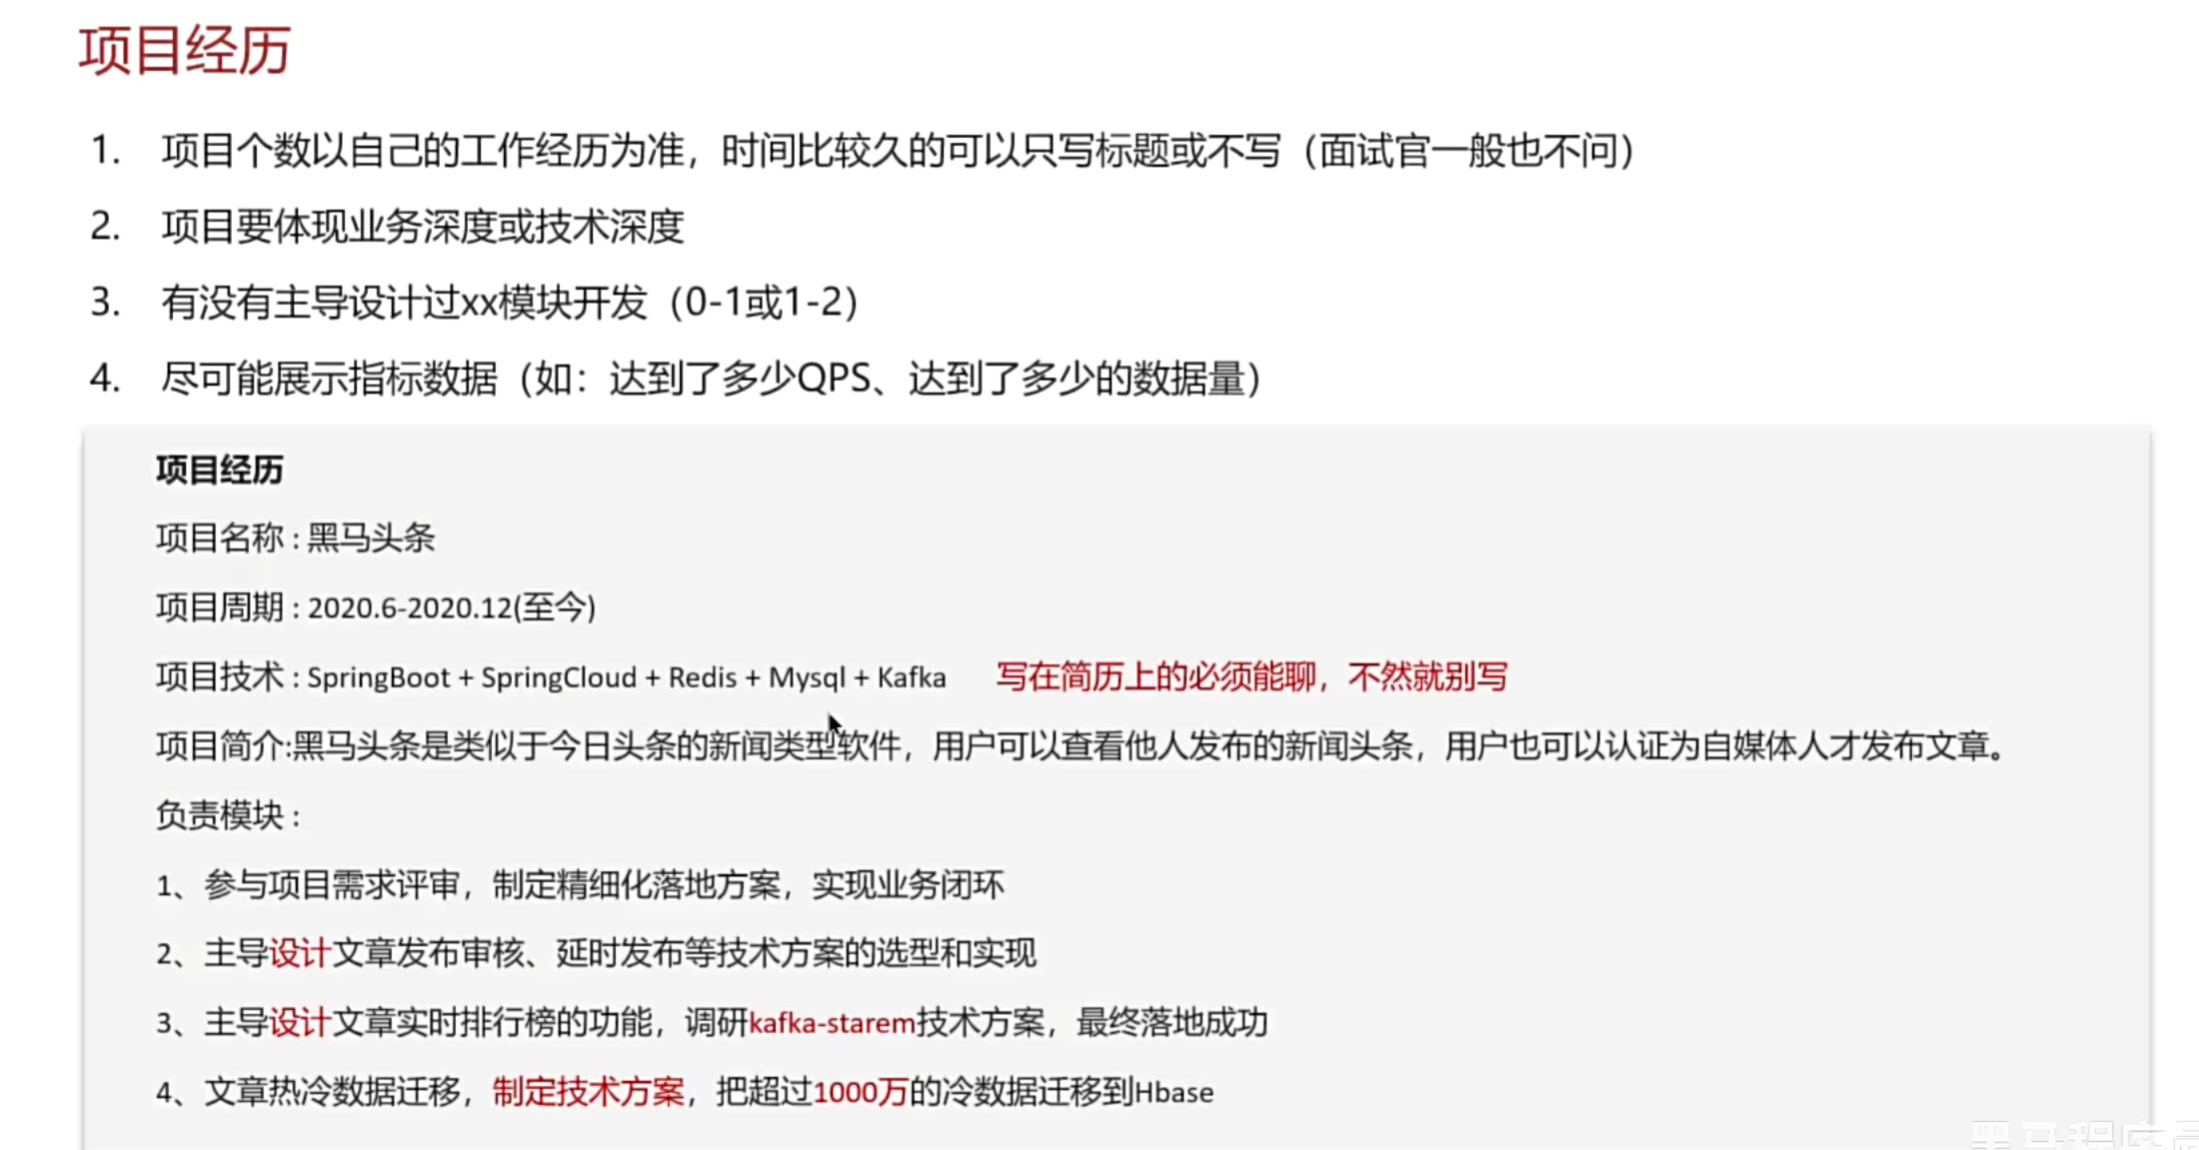 项目经历
1. 项目个数以自己的工作经历为准，时间比较久的可以只写标题或不写（面试官一般也不问）
2. 项目要体现业务深度或技术深度
3. 有没有主导设计过xx模块开发（0-1或1-2）
4. 尽可能展示指标数据（如：达到了多少QPS、达到了多少的数据量）
项目经历
项目名称 : 黑马头条
项目周期 : 2020.6-2020.12(至今)
项目技术 : SpringBoot + SpringCloud + Redis + Mysql + Kafka 写在简历上的必须能聊，不然就别写
项目简介:黑马头条是类似于今日头条的新闻类型软件，用户可以查看他人发布的新闻头条，用户也可以认证为自媒体人才发布文章。
负责模块 :
1、参与项目需求评审，制定精细化落地方案，实现业务闭环
2、主导设计文章发布审核、延时发布等技术方案的选型和实现
3、主导设计文章实时排行榜的功能，调研kafka-starem技术方案，最终落地成功
4、文章热冷数据迁移，制定技术方案，把超过1000万的冷数据迁移到Hbase